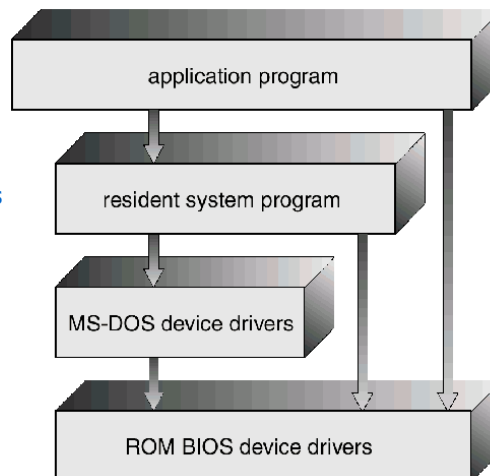 application program
resident system program
s
MS-DOS device drivers
ROM BIOS device drivers